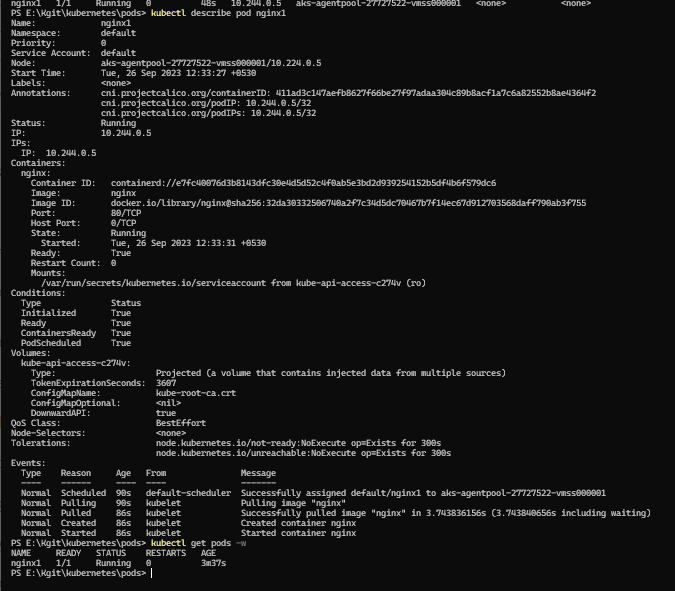 nginx1   1/1     Running   0          48s   10.244.0.5   aks-agentpool-27727522-vmss000001   <none>           <none>
PS E:\Kgit\kubernetes\pods> kubectl describe pod nginx1
Name:             nginx1
Namespace:        default
Priority:         0
Service Account:  default
Node:             aks-agentpool-27727522-vmss000001/10.224.0.5
Start Time:       Tue, 26 Sep 2023 12:33:27 +0530
Labels:           <none>
Annotations:      cni.projectcalico.org/containerID: 411ad3c147aefb8627f66be27f97adaa304c89b8acf1a7c6a82552b8ae4364f2
                  cni.projectcalico.org/podIP: 10.244.0.5/32
                  cni.projectcalico.org/podIPs: 10.244.0.5/32
Status:           Running
IP:               10.244.0.5
IPs:
  IP:  10.244.0.5
Containers:
  nginx:
    Container ID:   containerd://e7fc40076d3b8143dfc30e4d5d52c4f0ab5e3bd2d939254152b5df4b6f579dc6
    Image:          nginx
    Image ID:       docker.io/library/nginx@sha256:32da30332506740a2f7c34d5dc70467b7f14ec67d912703568daff790ab3f755
    Port:           80/TCP
    Host Port:      0/TCP
    State:          Running
      Started:      Tue, 26 Sep 2023 12:33:31 +0530
    Ready:          True
    Restart Count:  0
    Mounts:
      /var/run/secrets/kubernetes.io/serviceaccount from kube-api-access-c274v (ro)
Conditions:
  Type              Status
  Initialized       True
  Ready             True
  ContainersReady   True
  PodScheduled      True
Volumes:
  kube-api-access-c274v:
    Type:                    Projected (a volume that contains injected data from multiple sources)
    TokenExpirationSeconds:  3607
    ConfigMapName:           kube-root-ca.crt
    ConfigMapOptional:       <nil>
    DownwardAPI:             true
QoS Class:                   BestEffort
Node-Selectors:              <none>
Tolerations:                 node.kubernetes.io/not-ready:NoExecute op=Exists for 300s
                             node.kubernetes.io/unreachable:NoExecute op=Exists for 300s
Events:
  Type    Reason     Age   From               Message
  ----    ------     ----  ----               -------
  Normal  Scheduled  90s   default-scheduler  Successfully assigned default/nginx1 to aks-agentpool-27727522-vmss000001
  Normal  Pulling    90s   kubelet            Pulling image "nginx"
  Normal  Pulled     86s   kubelet            Successfully pulled image "nginx" in 3.743836156s (3.743840656s including waiting)
  Normal  Created    86s   kubelet            Created container nginx
  Normal  Started    86s   kubelet            Started container nginx
PS E:\Kgit\kubernetes\pods> kubectl get pods -w
NAME     READY   STATUS    RESTARTS   AGE
nginx1   1/1     Running   0          3m37s
PS E:\Kgit\kubernetes\pods>